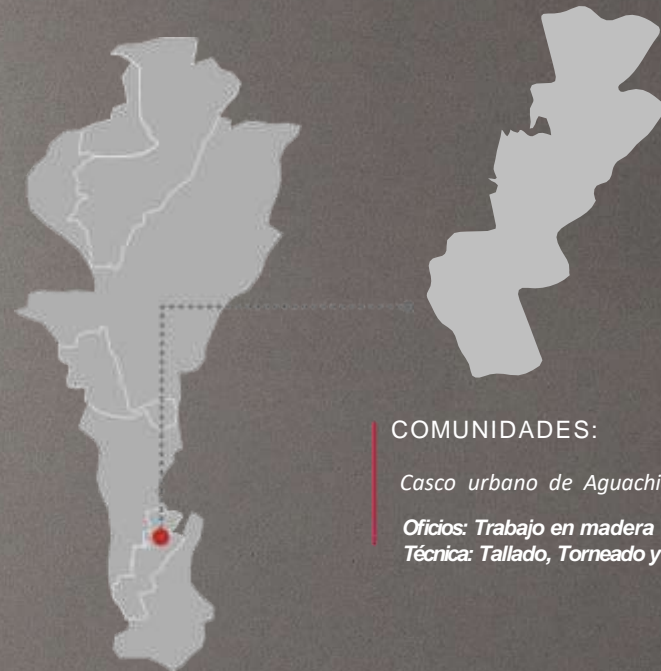 COMUNIDADES:
Casco urbano de Aguachi
Oficios: Trabajo en madera
Técnica: Tallado, Torneado y